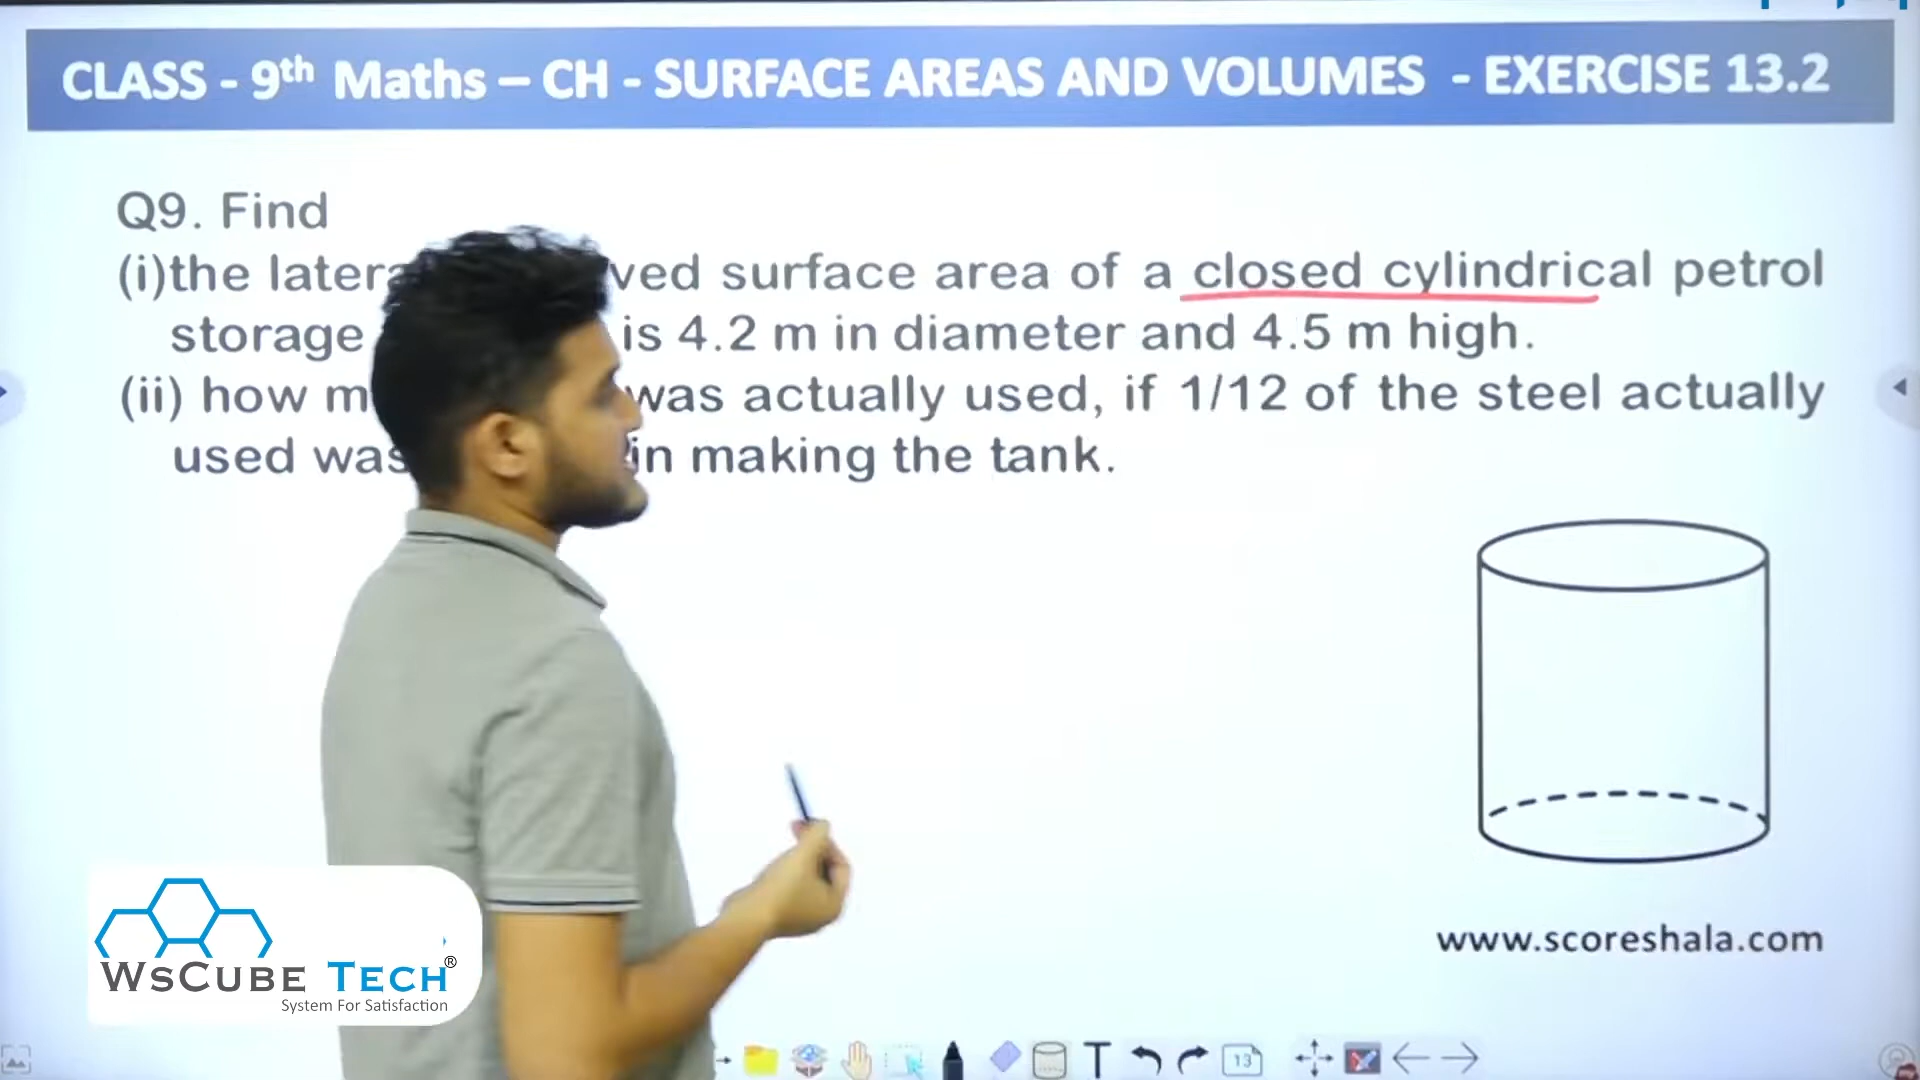 CLASS - 9th Maths – CH - SURFACE AREAS AND VOLUMES - EXERCISE 13.2
Q9. Find
(i)the latera ved surface area of a closed cylindrical petrol
storage is 4.2 m in diameter and 4.5 m high.
(ii) how m was actually used, if 1/12 of the steel actually
used was in making the tank.
www.scoreshala.com
WSCUBE TECH®
System For Satisfaction
T
13